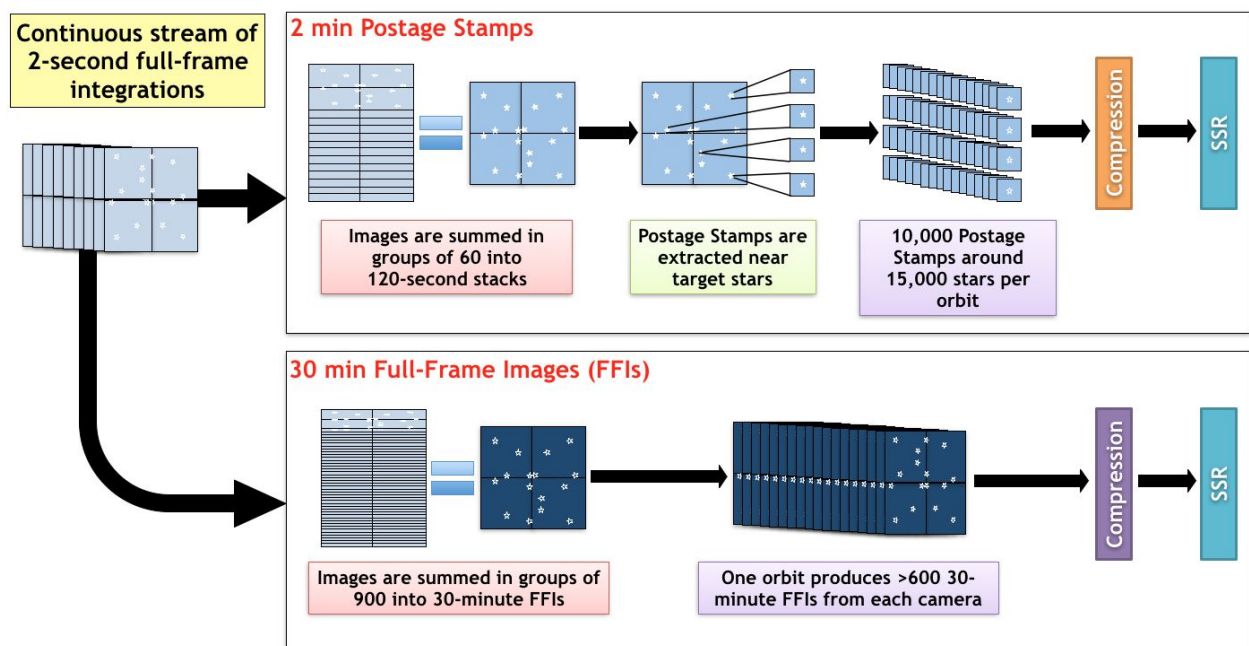 Continuous stream of
2-second full-frame
integrations
2 min Postage Stamps
Images are summed in
groups of 60 into
120-second stacks
Postage Stamps are
extracted near
target stars
10,000 Postage
Stamps around
15,000 stars per
orbit
Compression
SSR
30 min Full-Frame Images (FFIs)
Images are summed in groups of
900 into 30-minute FFIs
One orbit produces >600 30-
minute FFIs from each camera
Compression
SSR